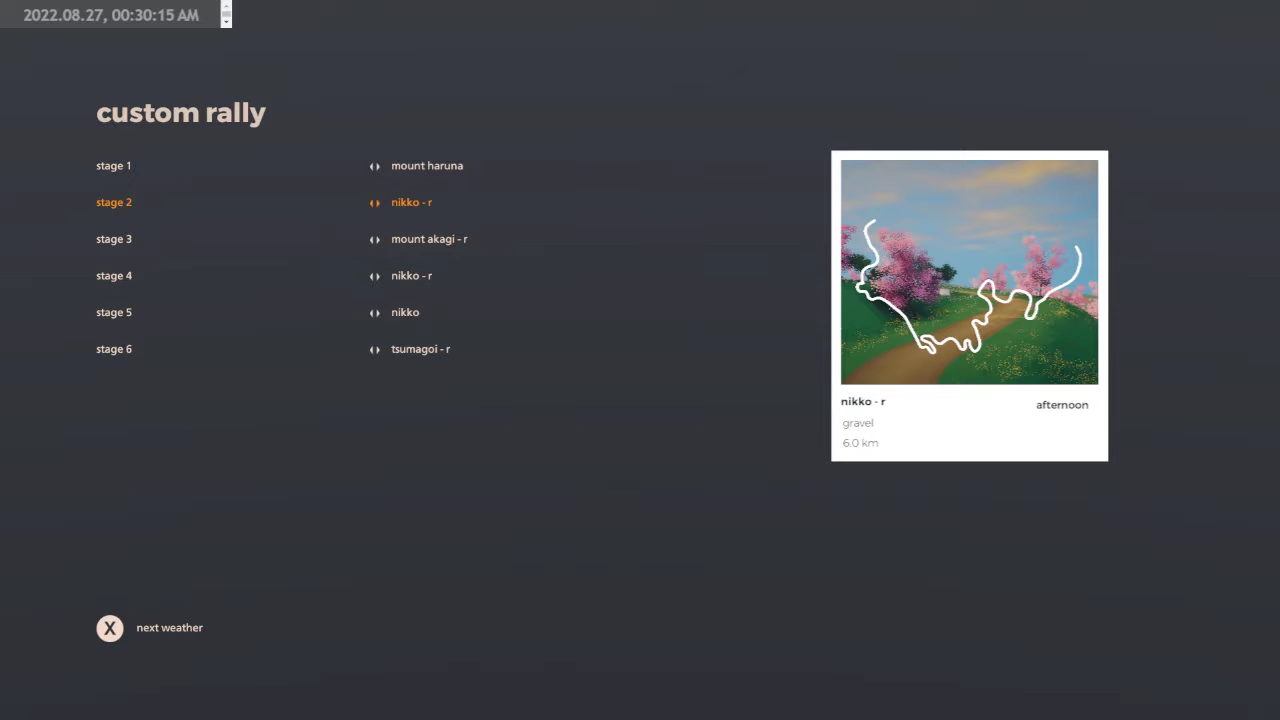 2022.08.27, 00:30:15 AM
custom rally
stage 1 mount haruna
stage 2 nikko - r
stage 3 mount akagi - r
stage 4 nikko - r
stage 5 nikko
stage 6 tsumagoi - r
nikko - r afternoon
gravel
6.0 km
X next weather